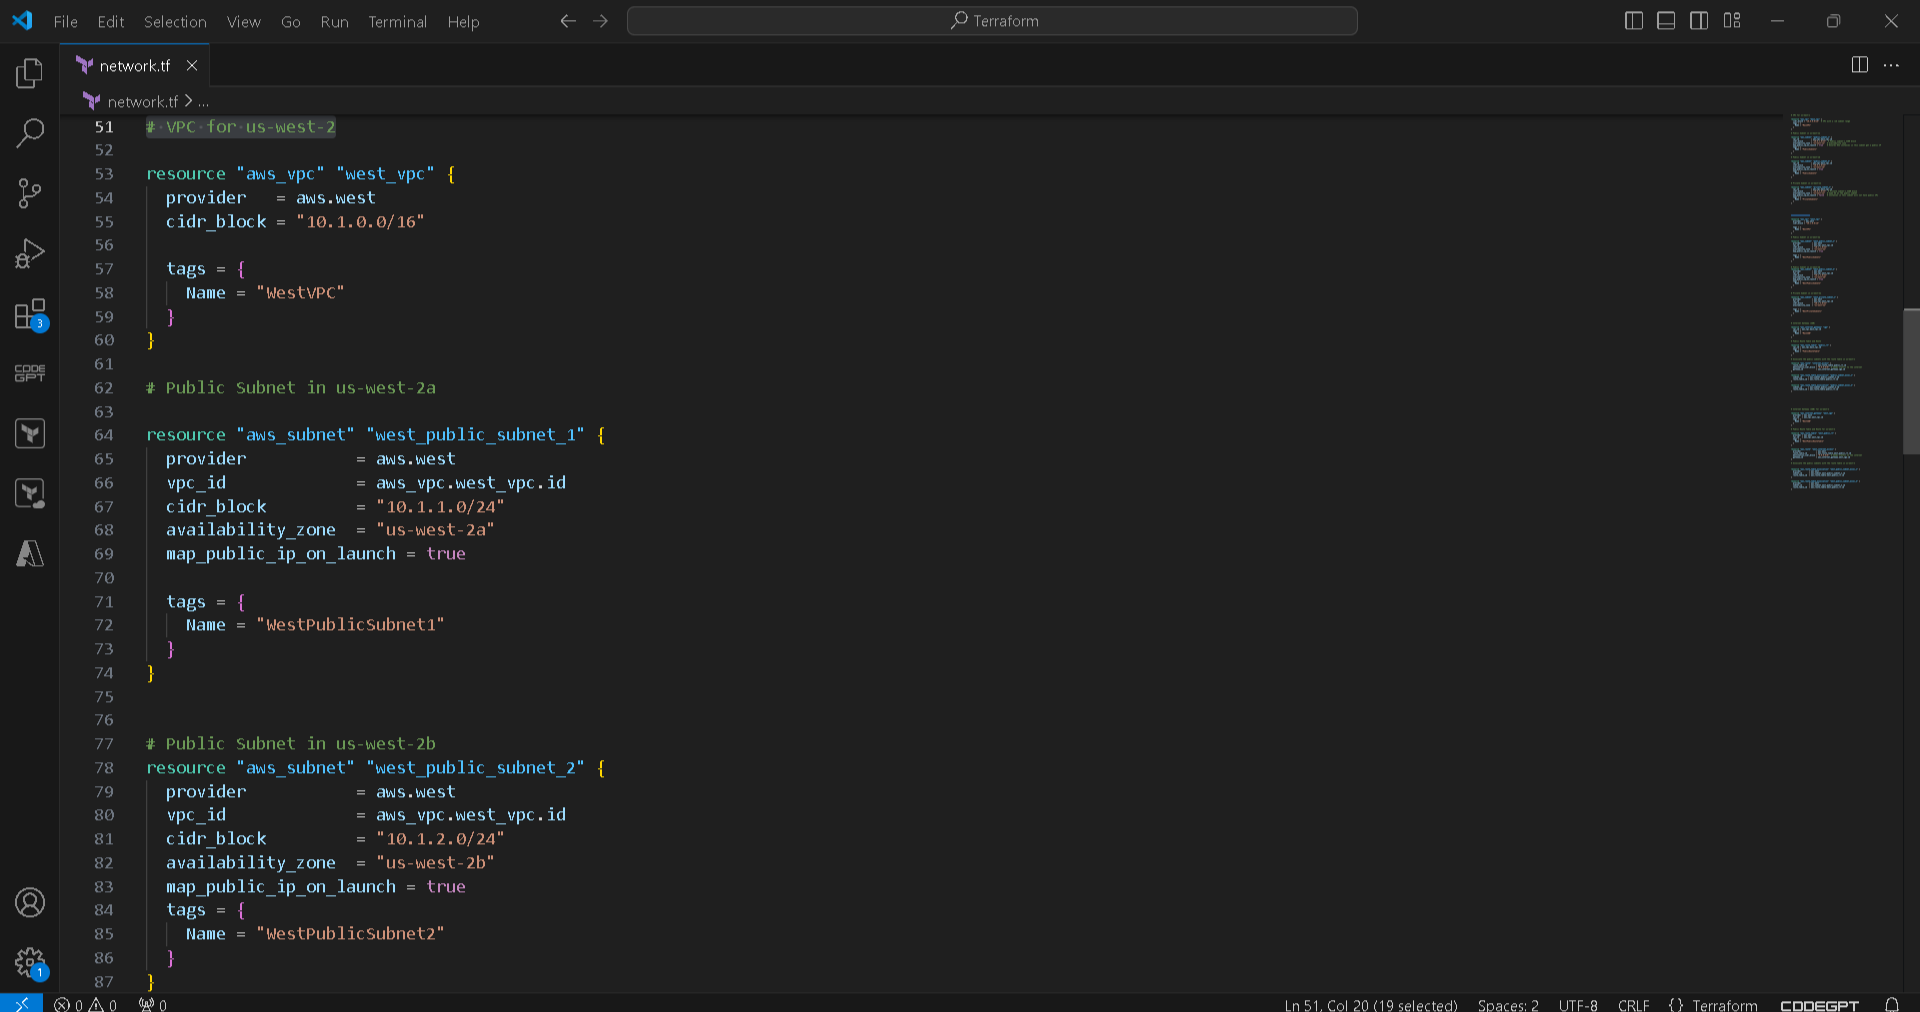 File Edit Selection View Go Run Terminal Help Terraform
network.tf
network.tf > ...
51 # VPC for us-west-2
52
53 resource "aws_vpc" "west_vpc" {
54 provider = aws.west
55 cidr_block = "10.1.0.0/16"
56
57 tags = {
58 Name = "WestVPC"
59 }
60 }
61
62 # Public Subnet in us-west-2a
63
64 resource "aws_subnet" "west_public_subnet_1" {
65 provider = aws.west
66 vpc_id = aws_vpc.west_vpc.id
67 cidr_block = "10.1.1.0/24"
68 availability_zone = "us-west-2a"
69 map_public_ip_on_launch = true
70
71 tags = {
72 Name = "WestPublicSubnet1"
73 }
74 }
75
76
77 # Public Subnet in us-west-2b
78 resource "aws_subnet" "west_public_subnet_2" {
79 provider = aws.west
80 vpc_id = aws_vpc.west_vpc.id
81 cidr_block = "10.1.2.0/24"
82 availability_zone = "us-west-2b"
83 map_public_ip_on_launch = true
84 tags = {
85 Name = "WestPublicSubnet2"
86 }
87 }
3
CODE
GPT
1
0 0 0 Ln 51, Col 20 (19 selected) Spaces: 2 UTF-8 CRLF {} Terraform CODEGPT